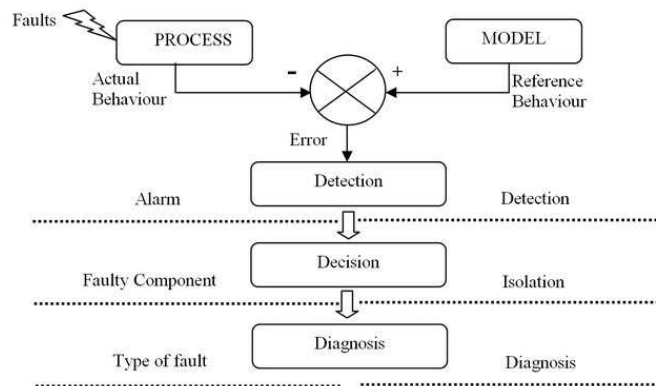 Faults
PROCESS
MODEL
Actual
Behaviour
-
+
Reference
Behaviour
Error
Detection
Alarm
Detection
Decision
Faulty Component
Isolation
Diagnosis
Type of fault
Diagnosis